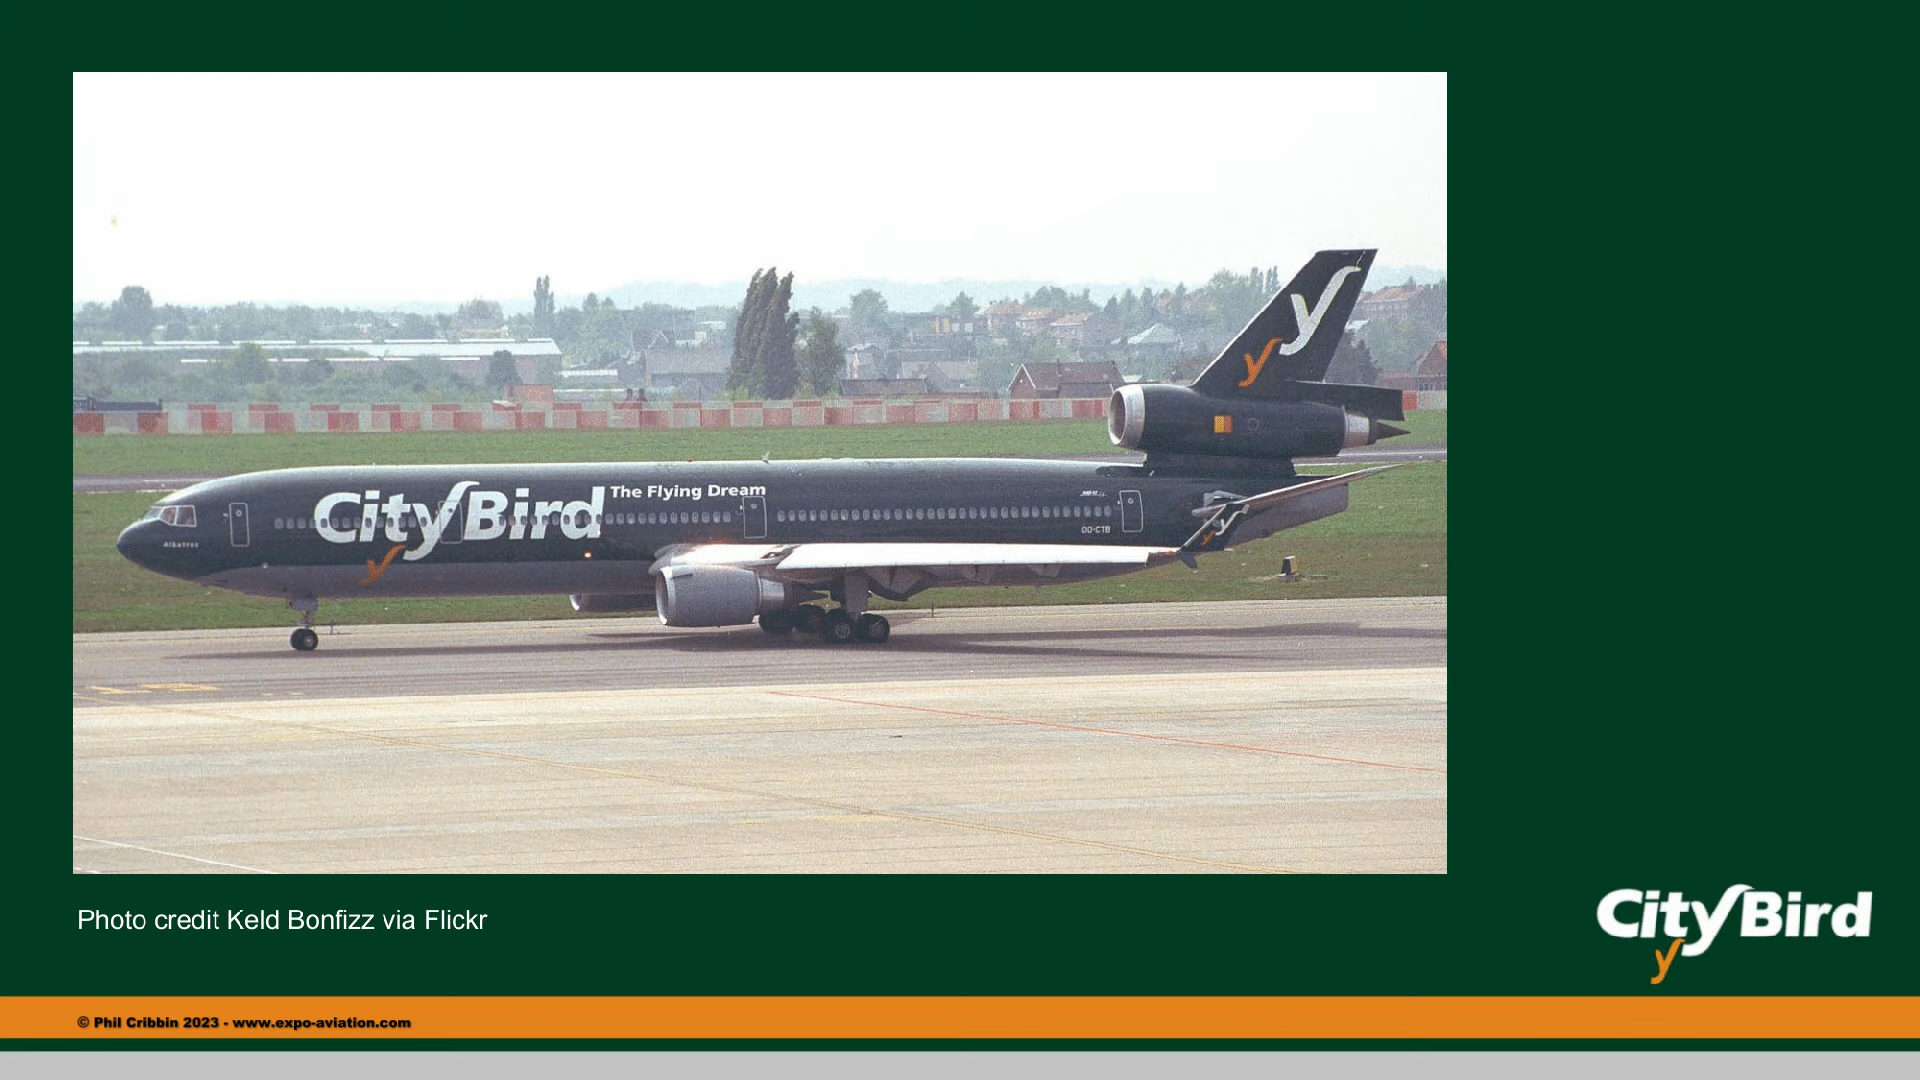 CityBird
The Flying Dream
y
y
y
Albatros
OO-CTB
Photo credit Keld Bonfizz via Flickr
CityBird
y
© Phil Cribbin 2023 - www.expo-aviation.com